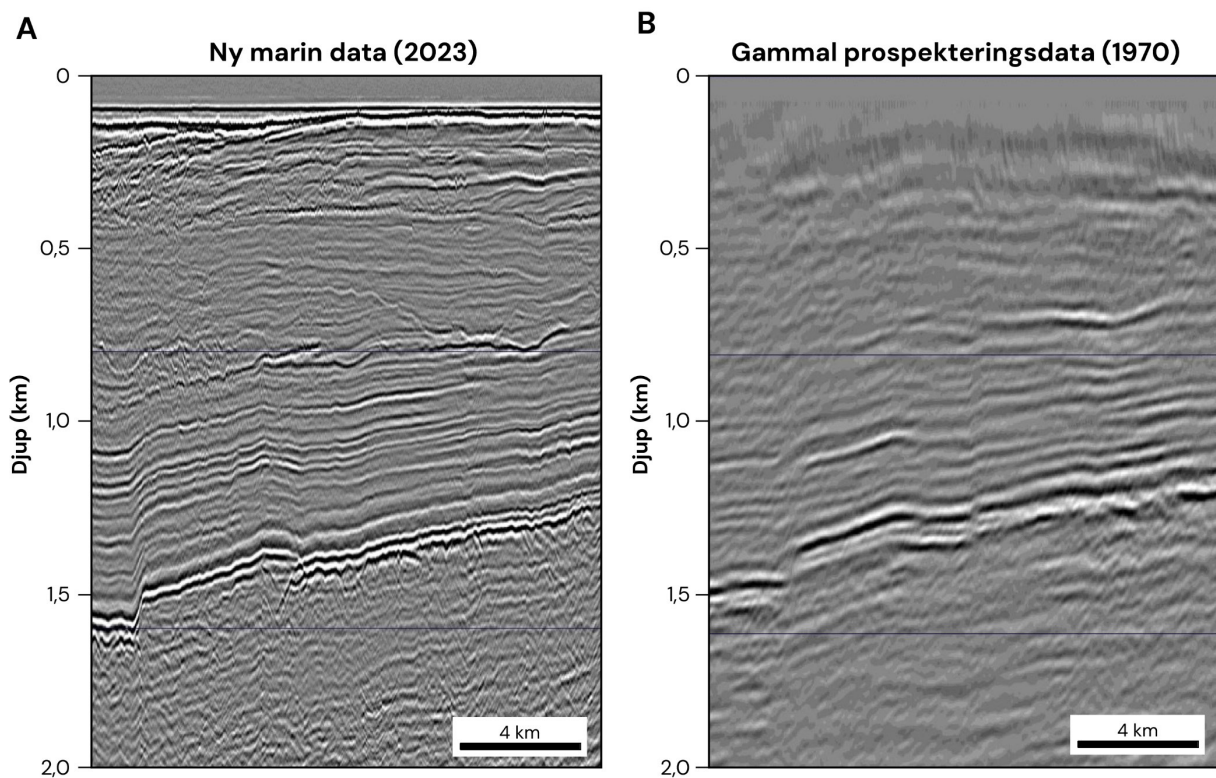 A
Ny marin data (2023)
0
0,5
1,0
1,5
2,0
Djup (km)
4 km
B
Gammal prospekteringsdata (1970)
0
0,5
1,0
1,5
2,0
Djup (km)
4 km